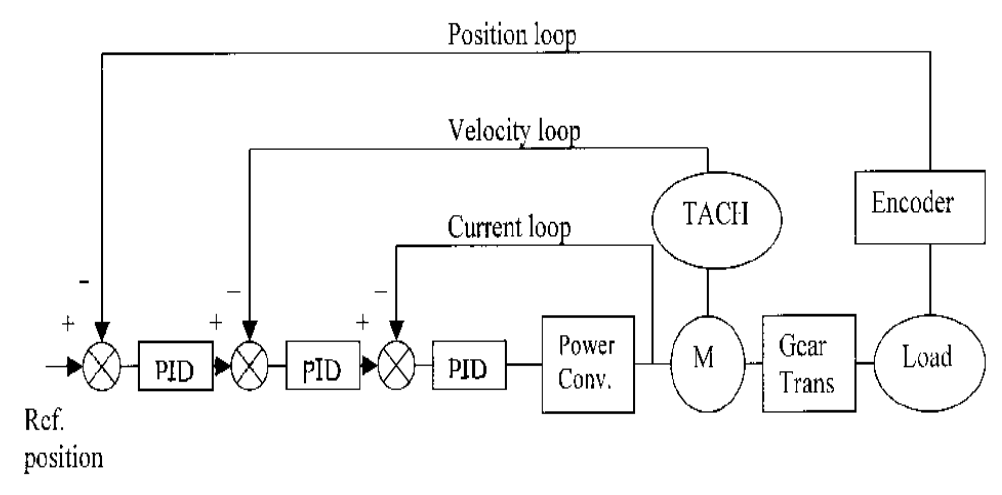 Position loop
Velocity loop
TACH
Encoder
Current loop
-
–
–
+
+
+
PID
PID
PID
Power
Conv.
M
Gear
Trans
Load
Ref.
position